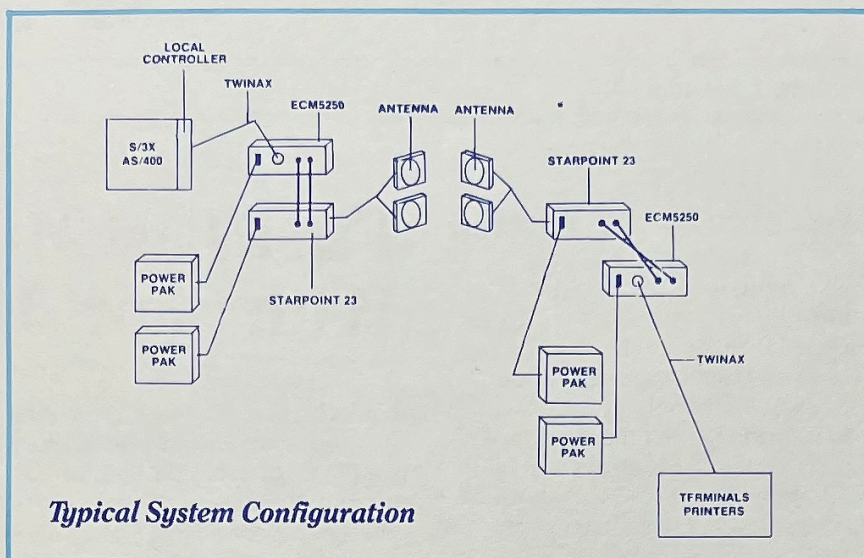 LOCAL
CONTROLLER
TWINAX
ECM5250
ANTENNA
ANTENNA
S/3X
AS/400
STARPOINT 23
ECM5250
POWER
PAK
STARPOINT 23
POWER
PAK
POWER
PAK
TWINAX
POWER
PAK
TERMINALS
PRINTERS
Typical System Configuration